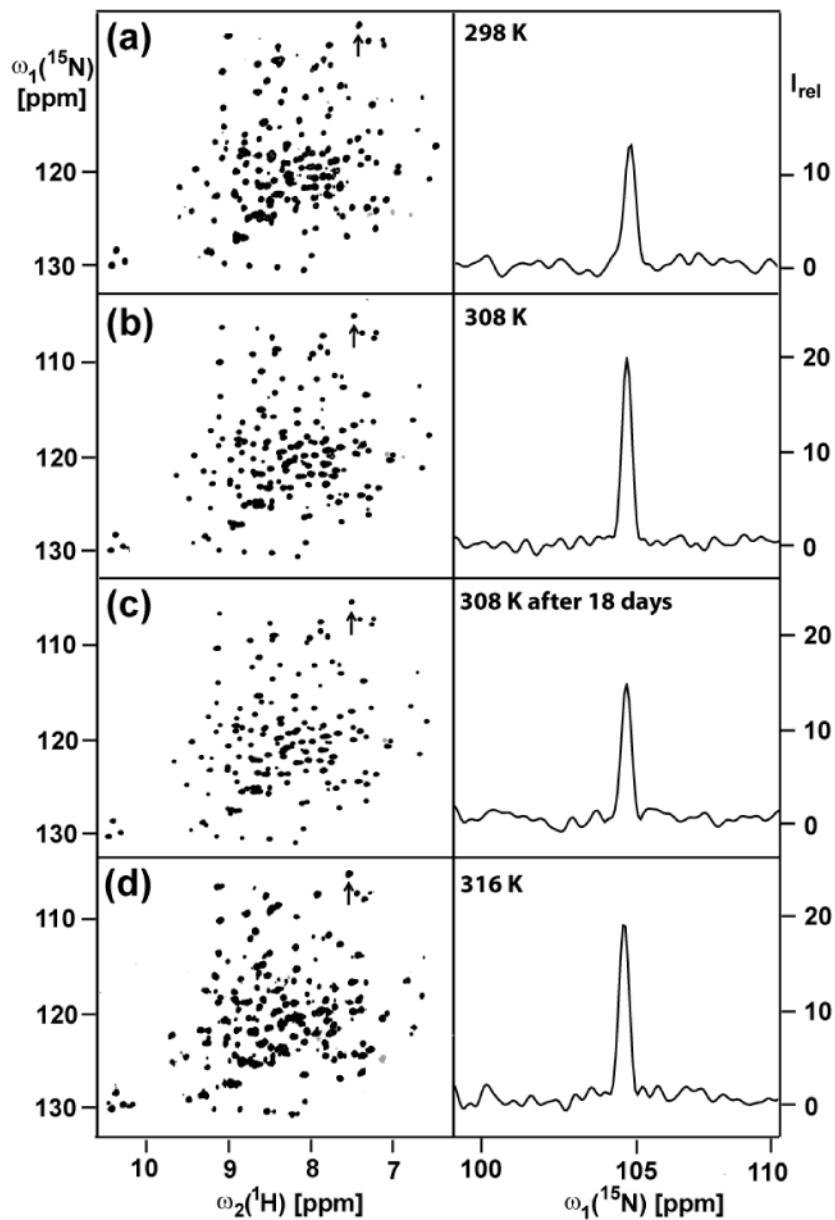 (a)
298 K
ω₁(¹⁵N)
[ppm]
I_rel
120
130
10
0
(b)
308 K
110
120
130
20
10
0
(c)
308 K after 18 days
110
120
130
20
10
0
(d)
316 K
110
120
130
20
10
0
10 9 8 7
100 105 110
ω₂(¹H) [ppm]
ω₁(¹⁵N) [ppm]